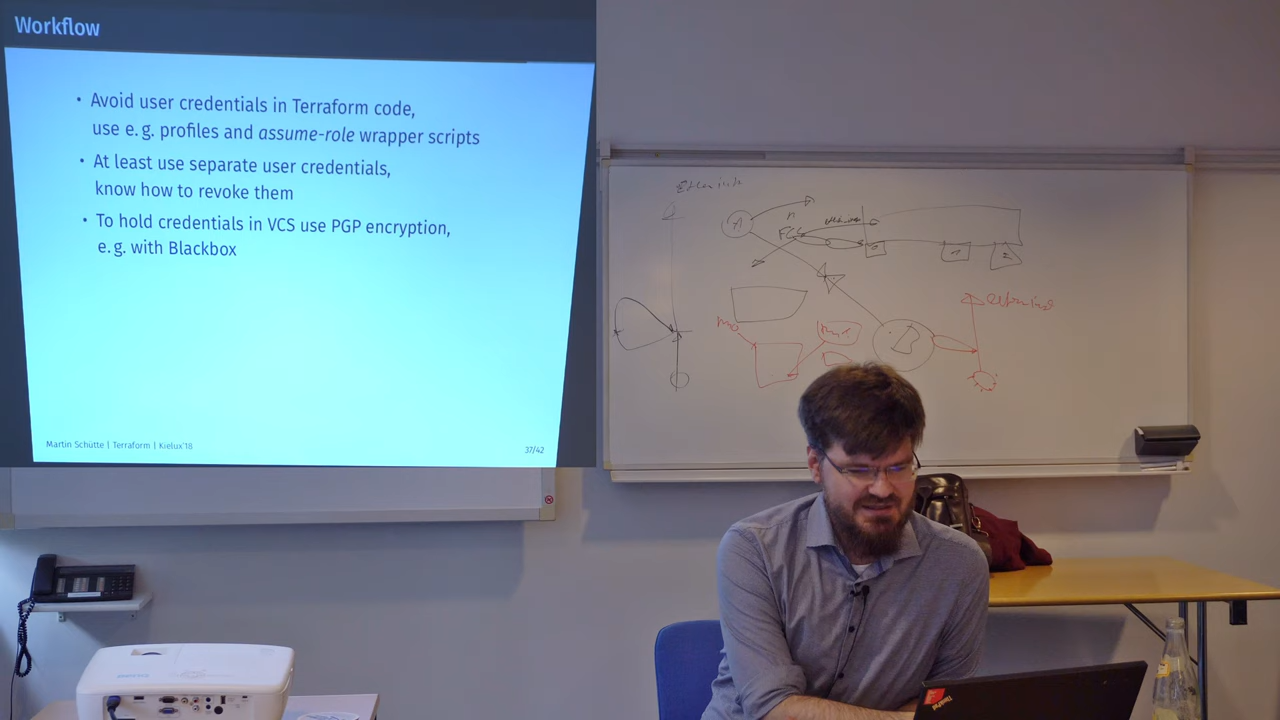 Workflow
• Avoid user credentials in Terraform code,
use e. g. profiles and assume-role wrapper scripts
• At least use separate user credentials,
know how to revoke them
• To hold credentials in VCS use PGP encryption,
e. g. with Blackbox
Martin Schütte | Terraform | Kielux'18
37/42
A
n
B
ThinkPad